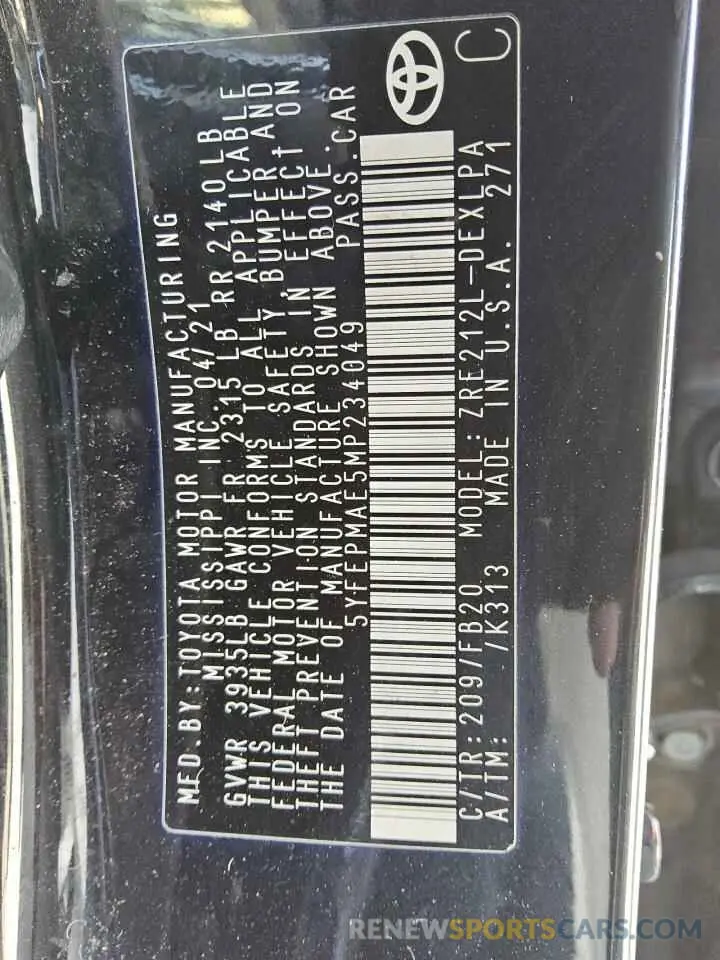 MFD.BY:TOYOTA MOTOR MANUFACTURING
MISSISSIPPI INC. 04/21
GVWR 3935LB GAWR FR 2315 LB RR 2140LB
THIS VEHICLE CONFORMS TO ALL APPLICABLE
FEDERAL MOTOR VEHICLE SAFETY, BUMPER AND
THEFT PREVENTION STANDARDS IN EFFECT ON
THE DATE OF MANUFACTURE SHOWN ABOVE.
5YFEPMAE5MP234049 PASS.CAR
C/TR:209/FB20 MODEL:ZRE212L-DEXLPA
A/TM: -/K313 MADE IN U.S.A. 271
C
RENEWSPORTSCARS.COM